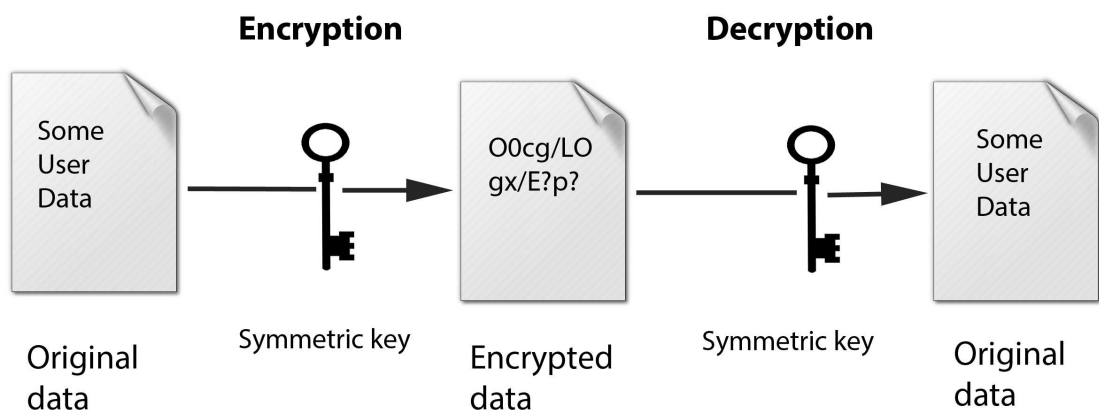 Encryption
Decryption
Some
User
Data
O0cg/LO
gx/E?p?
Some
User
Data
Original
data
Symmetric key
Encrypted
data
Symmetric key
Original
data